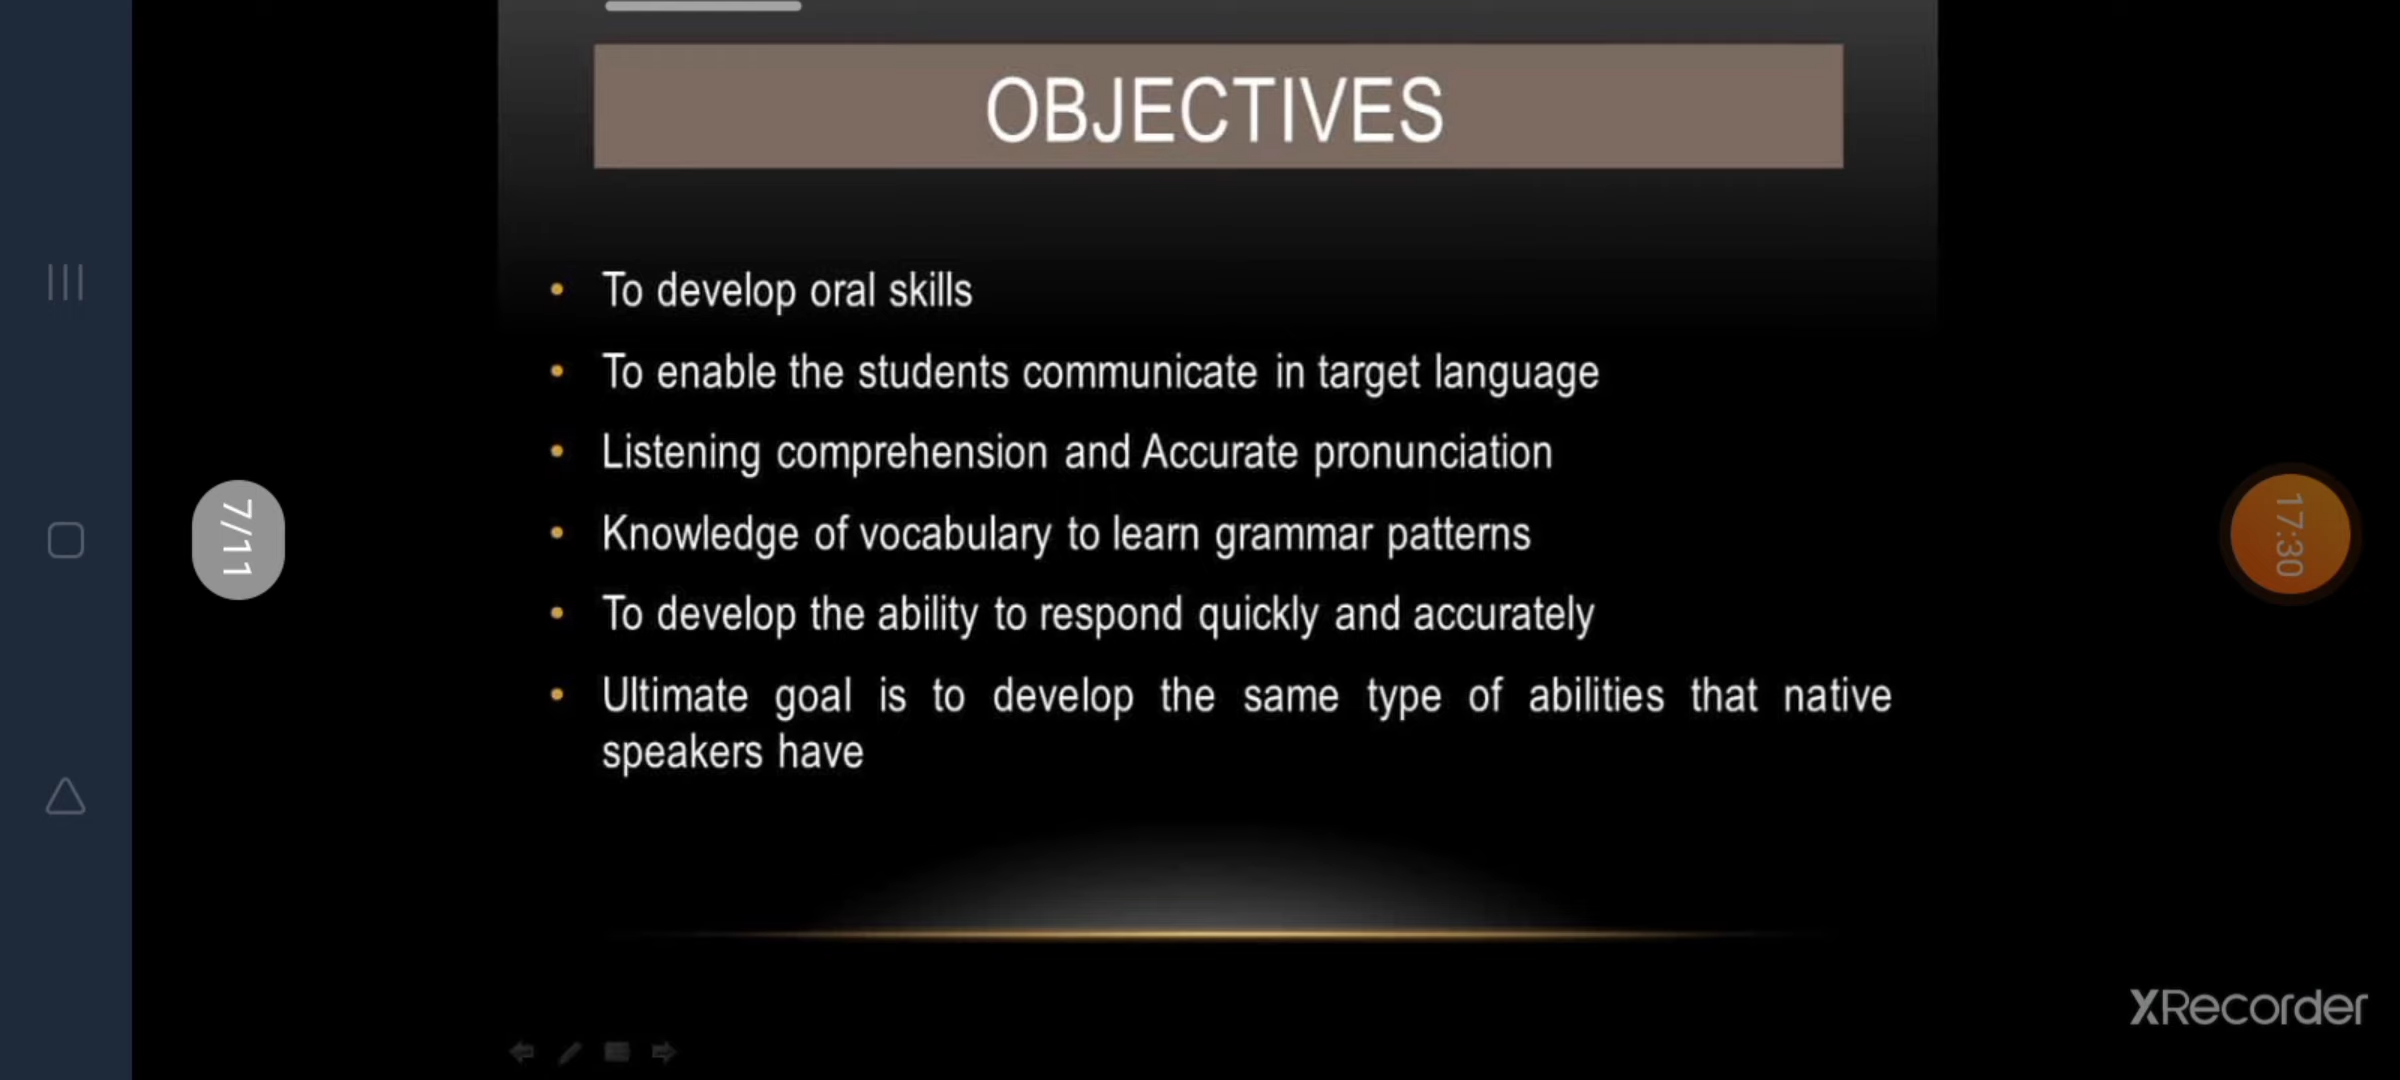 OBJECTIVES
• To develop oral skills
• To enable the students communicate in target language
• Listening comprehension and Accurate pronunciation
• Knowledge of vocabulary to learn grammar patterns
• To develop the ability to respond quickly and accurately
• Ultimate goal is to develop the same type of abilities that native
speakers have
7/11
17:30
XRecorder